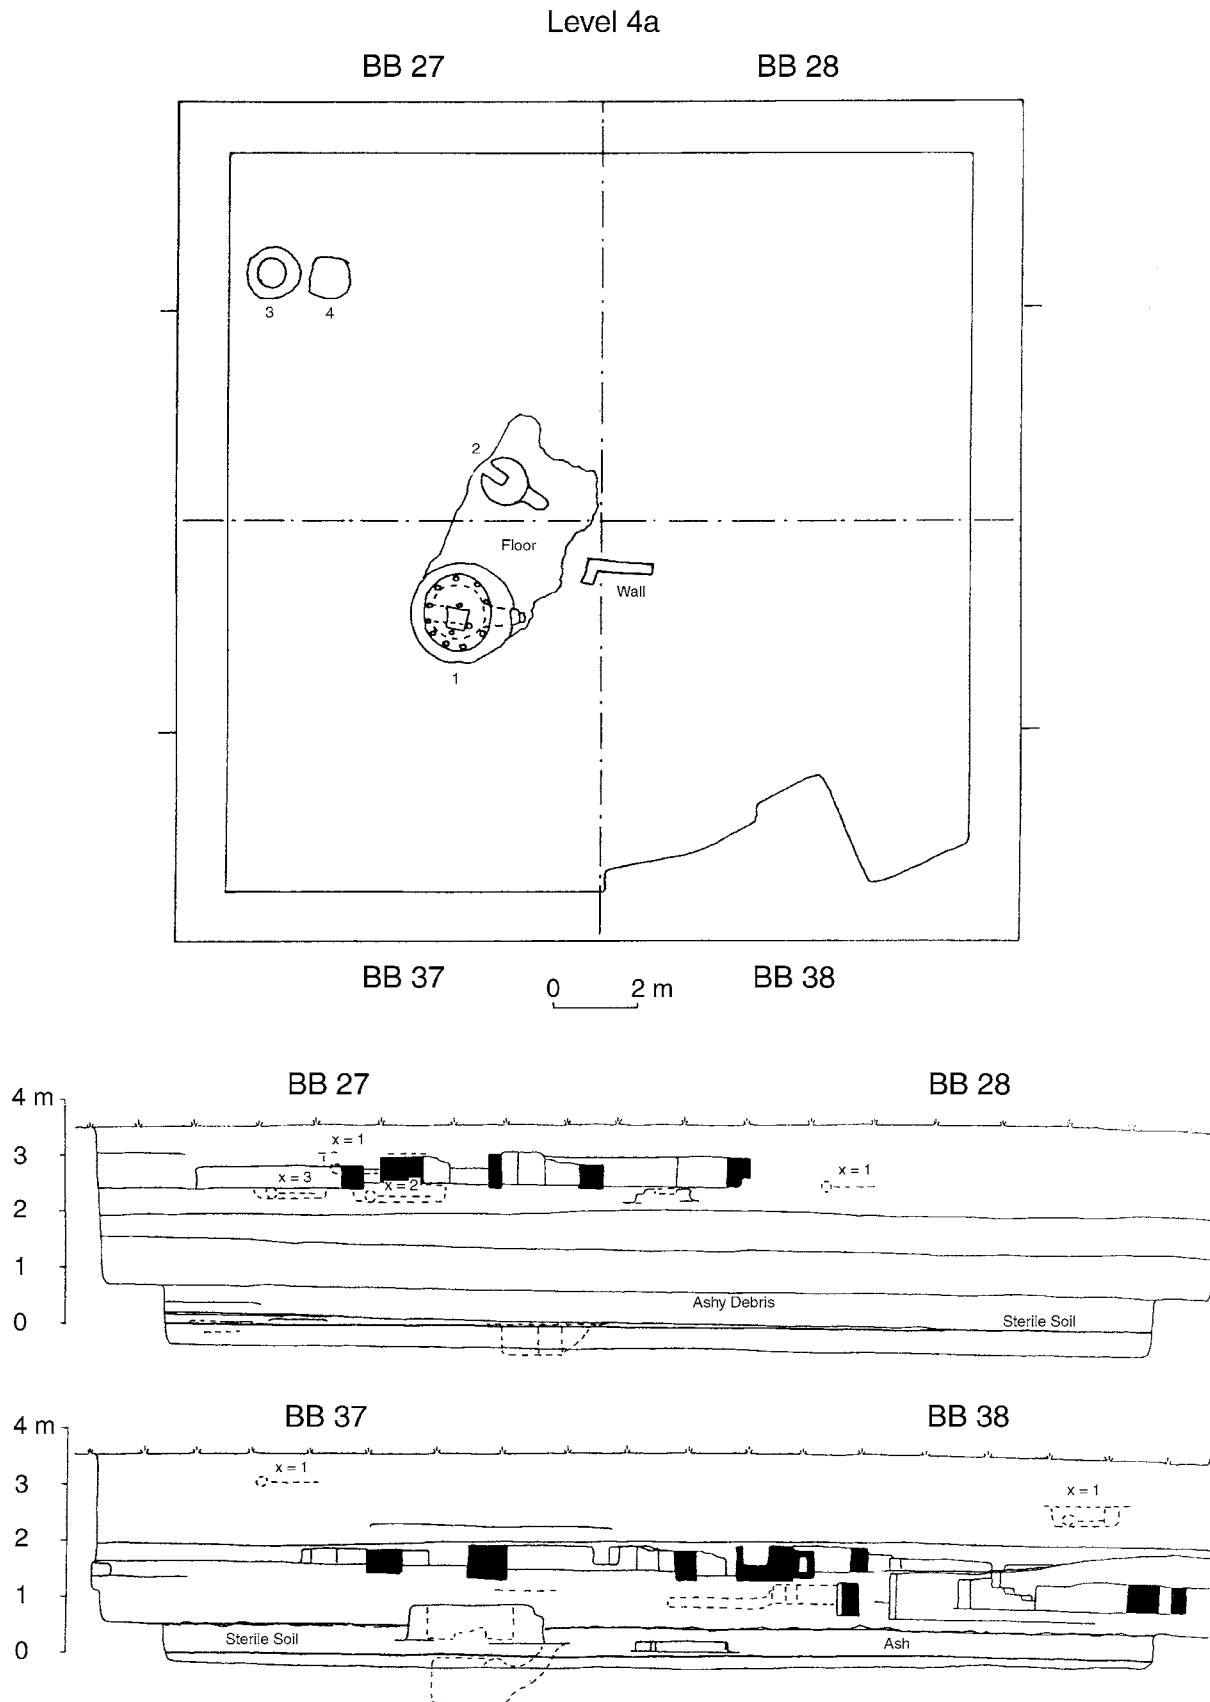 Level 4a
BB 27 BB 28
3 4
2
Floor
Wall
1
BB 37 0 2 m BB 38
BB 27 BB 28
4 m
x = 1
3
x = 3 x = 2 x = 1
2
1
Ashy Debris
0 Sterile Soil
BB 37 BB 38
4 m
x = 1
3 x = 1
2
1
Sterile Soil Ash
0